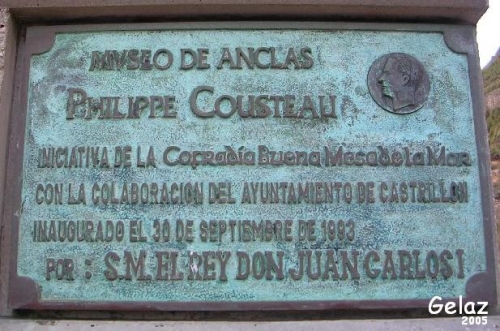 MVSEO DE ANCLAS
PHILIPPE COUSTEAU
INICIATIVA DE LA Cofradía Buena Mesa de La Mar
CON LA COLABORACION DEL AYUNTAMIENTO DE CASTRILLON
INAUGURADO EL 30 DE SEPTIEMBRE DE 1993
POR : S.M. EL REY DON JUAN CARLOS I
Gelaz
2005